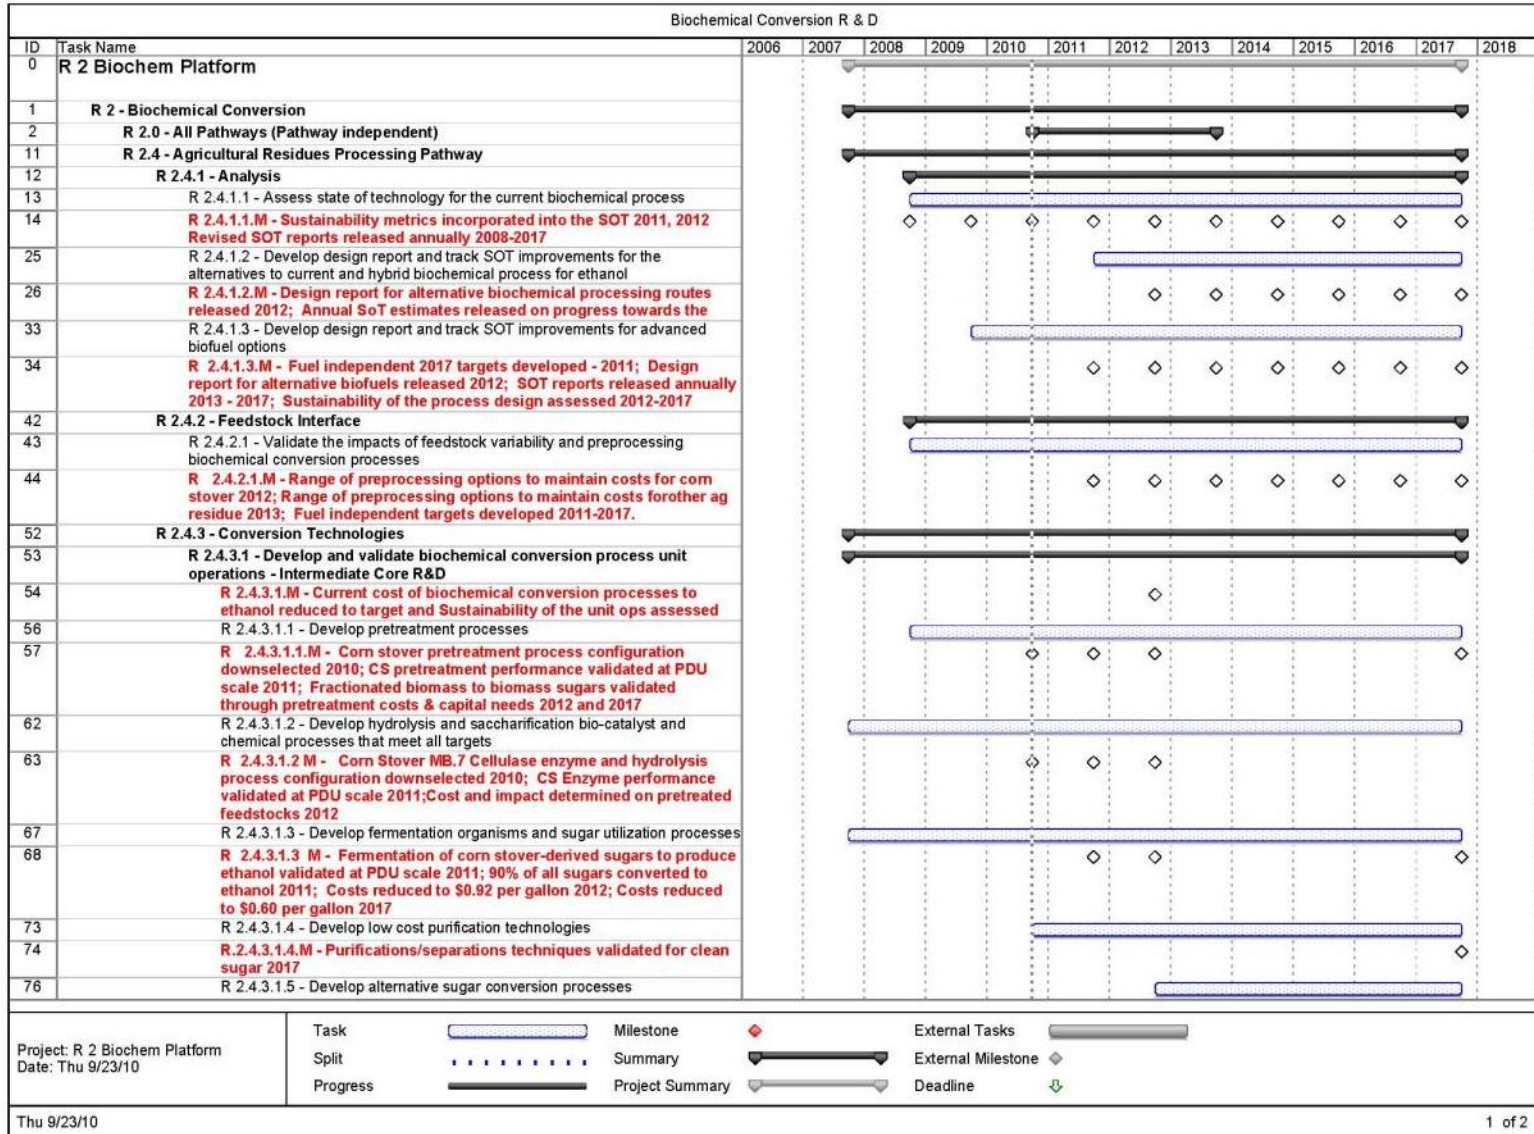 Biochemical Conversion R & D
ID Task Name 2006 2007 2008 2009 2010 2011 2012 2013 2014 2015 2016 2017 2018
0 R 2 Biochem Platform
1 R 2 - Biochemical Conversion
2 R 2.0 - All Pathways (Pathway independent)
11 R 2.4 - Agricultural Residues Processing Pathway
12 R 2.4.1 - Analysis
13 R 2.4.1.1 - Assess state of technology for the current biochemical process
14 R 2.4.1.1.M - Sustainability metrics incorporated into the SOT 2011, 2012
Revised SOT reports released annually 2008-2017
25 R 2.4.1.2 - Develop design report and track SOT improvements for the
alternatives to current and hybrid biochemical process for ethanol
26 R 2.4.1.2.M - Design report for alternative biochemical processing routes
released 2012; Annual SoT estimates released on progress towards the
33 R 2.4.1.3 - Develop design report and track SOT improvements for advanced
biofuel options
34 R 2.4.1.3.M - Fuel independent 2017 targets developed - 2011; Design
report for alternative biofuels released 2012; SOT reports released annually
2013 - 2017; Sustainability of the process design assessed 2012-2017
42 R 2.4.2 - Feedstock Interface
43 R 2.4.2.1 - Validate the impacts of feedstock variability and preprocessing
biochemical conversion processes
44 R 2.4.2.1.M - Range of preprocessing options to maintain costs for corn
stover 2012; Range of preprocessing options to maintain costs forother ag
residue 2013; Fuel independent targets developed 2011-2017.
52 R 2.4.3 - Conversion Technologies
53 R 2.4.3.1 - Develop and validate biochemical conversion process unit
operations - Intermediate Core R&D
54 R 2.4.3.1.M - Current cost of biochemical conversion processes to
ethanol reduced to target and Sustainability of the unit ops assessed
56 R 2.4.3.1.1 - Develop pretreatment processes
57 R 2.4.3.1.1.M - Corn stover pretreatment process configuration
downselected 2010; CS pretreatment performance validated at PDU
scale 2011; Fractionated biomass to biomass sugars validated
through pretreatment costs & capital needs 2012 and 2017
62 R 2.4.3.1.2 - Develop hydrolysis and saccharification bio-catalyst and
chemical processes that meet all targets
63 R 2.4.3.1.2 M - Corn Stover MB.7 Cellulase enzyme and hydrolysis
process configuration downselected 2010; CS Enzyme performance
validated at PDU scale 2011;Cost and impact determined on pretreated
feedstocks 2012
67 R 2.4.3.1.3 - Develop fermentation organisms and sugar utilization processes
68 R 2.4.3.1.3 M - Fermentation of corn stover-derived sugars to produce
ethanol validated at PDU scale 2011; 90% of all sugars converted to
ethanol 2011; Costs reduced to $0.92 per gallon 2012; Costs reduced
to $0.60 per gallon 2017
73 R 2.4.3.1.4 - Develop low cost purification technologies
74 R.2.4.3.1.4.M - Purifications/separations techniques validated for clean
sugar 2017
76 R 2.4.3.1.5 - Develop alternative sugar conversion processes
Project: R 2 Biochem Platform
Date: Thu 9/23/10
Task Milestone External Tasks
Split Summary External Milestone
Progress Project Summary Deadline
Thu 9/23/10 1 of 2